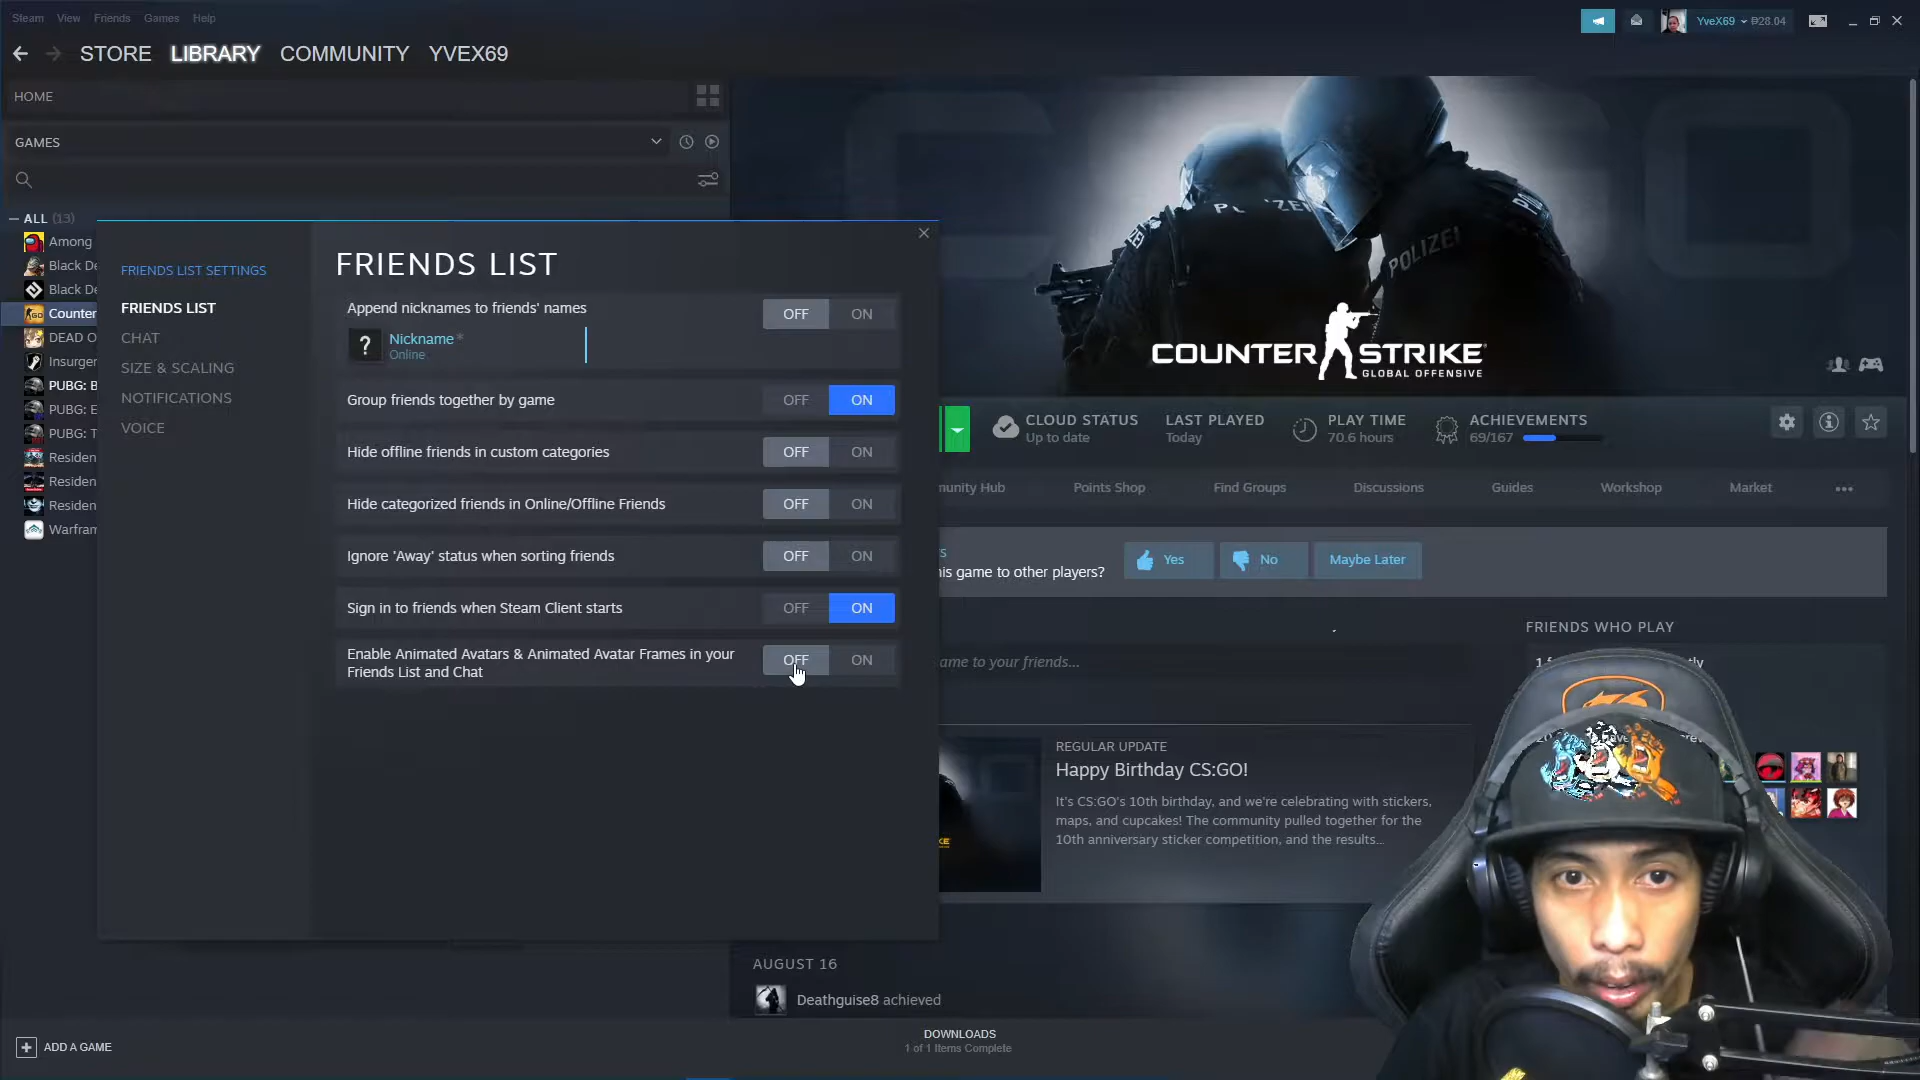 Steam View Friends Games Help
YveX69 ₱28.04
STORE LIBRARY COMMUNITY YVEX69
HOME
GAMES
ALL (13)
Among
Black De
Black De
Counter
DEAD O
Insurger
PUBG: B
PUBG: E
PUBG: T
Residen
Residen
Residen
Warfram
ADD A GAME
FRIENDS LIST SETTINGS
FRIENDS LIST
CHAT
SIZE & SCALING
NOTIFICATIONS
VOICE
FRIENDS LIST
Append nicknames to friends' names OFF ON
? Nickname *
Online
Group friends together by game OFF ON
Hide offline friends in custom categories OFF ON
Hide categorized friends in Online/Offline Friends OFF ON
Ignore 'Away' status when sorting friends OFF ON
Sign in to friends when Steam Client starts OFF ON
Enable Animated Avatars & Animated Avatar Frames in your
Friends List and Chat OFF ON
POLIZEI
POLIZEI
COUNTER STRIKE
GLOBAL OFFENSIVE
CLOUD STATUS
Up to date
LAST PLAYED
Today
PLAY TIME
70.6 hours
ACHIEVEMENTS
69/167
munity Hub Points Shop Find Groups Discussions Guides Workshop Market
his game to other players? Yes No Maybe Later
FRIENDS WHO PLAY
ame to your friends...
REGULAR UPDATE
Happy Birthday CS:GO!
It's CS:GO's 10th birthday, and we're celebrating with stickers,
maps, and cupcakes! The community pulled together for the
10th anniversary sticker competition, and the results...
AUGUST 16
Deathguise8 achieved
DOWNLOADS
1 of 1 Items Complete